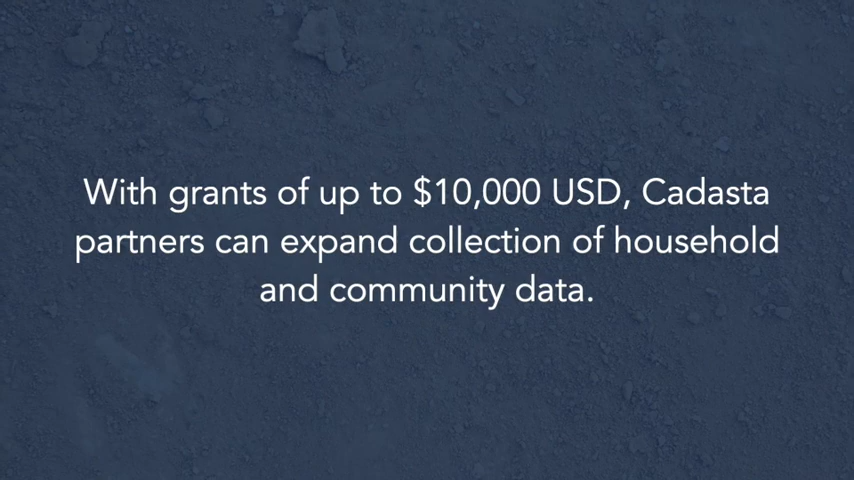 With grants of up to $10,000 USD, Cadasta
partners can expand collection of household
and community data.